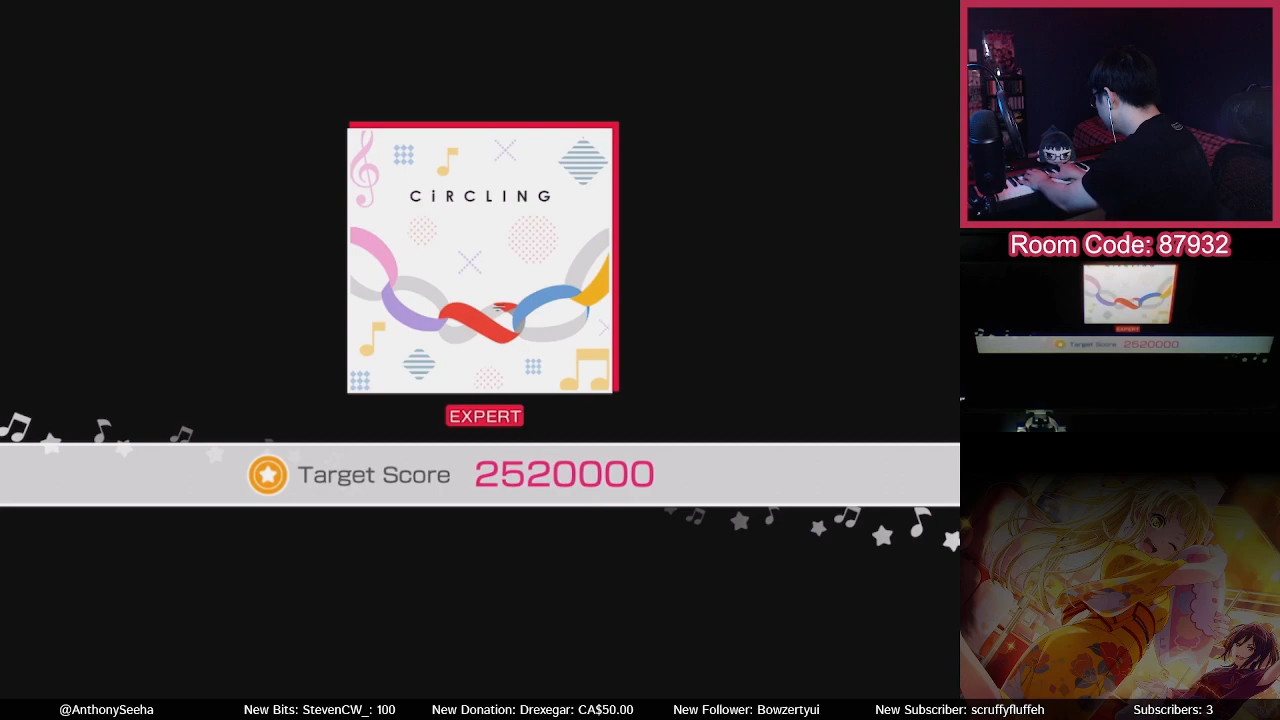 CiRCLING
EXPERT
Target Score 2520000
Room Code: 87932
EXPERT
Target Score 2520000
@AnthonySeeha
New Bits: StevenCW_: 100
New Donation: Drexegar: CA$50.00
New Follower: Bowzertyui
New Subscriber: scruffyfluffeh
Subscribers: 3